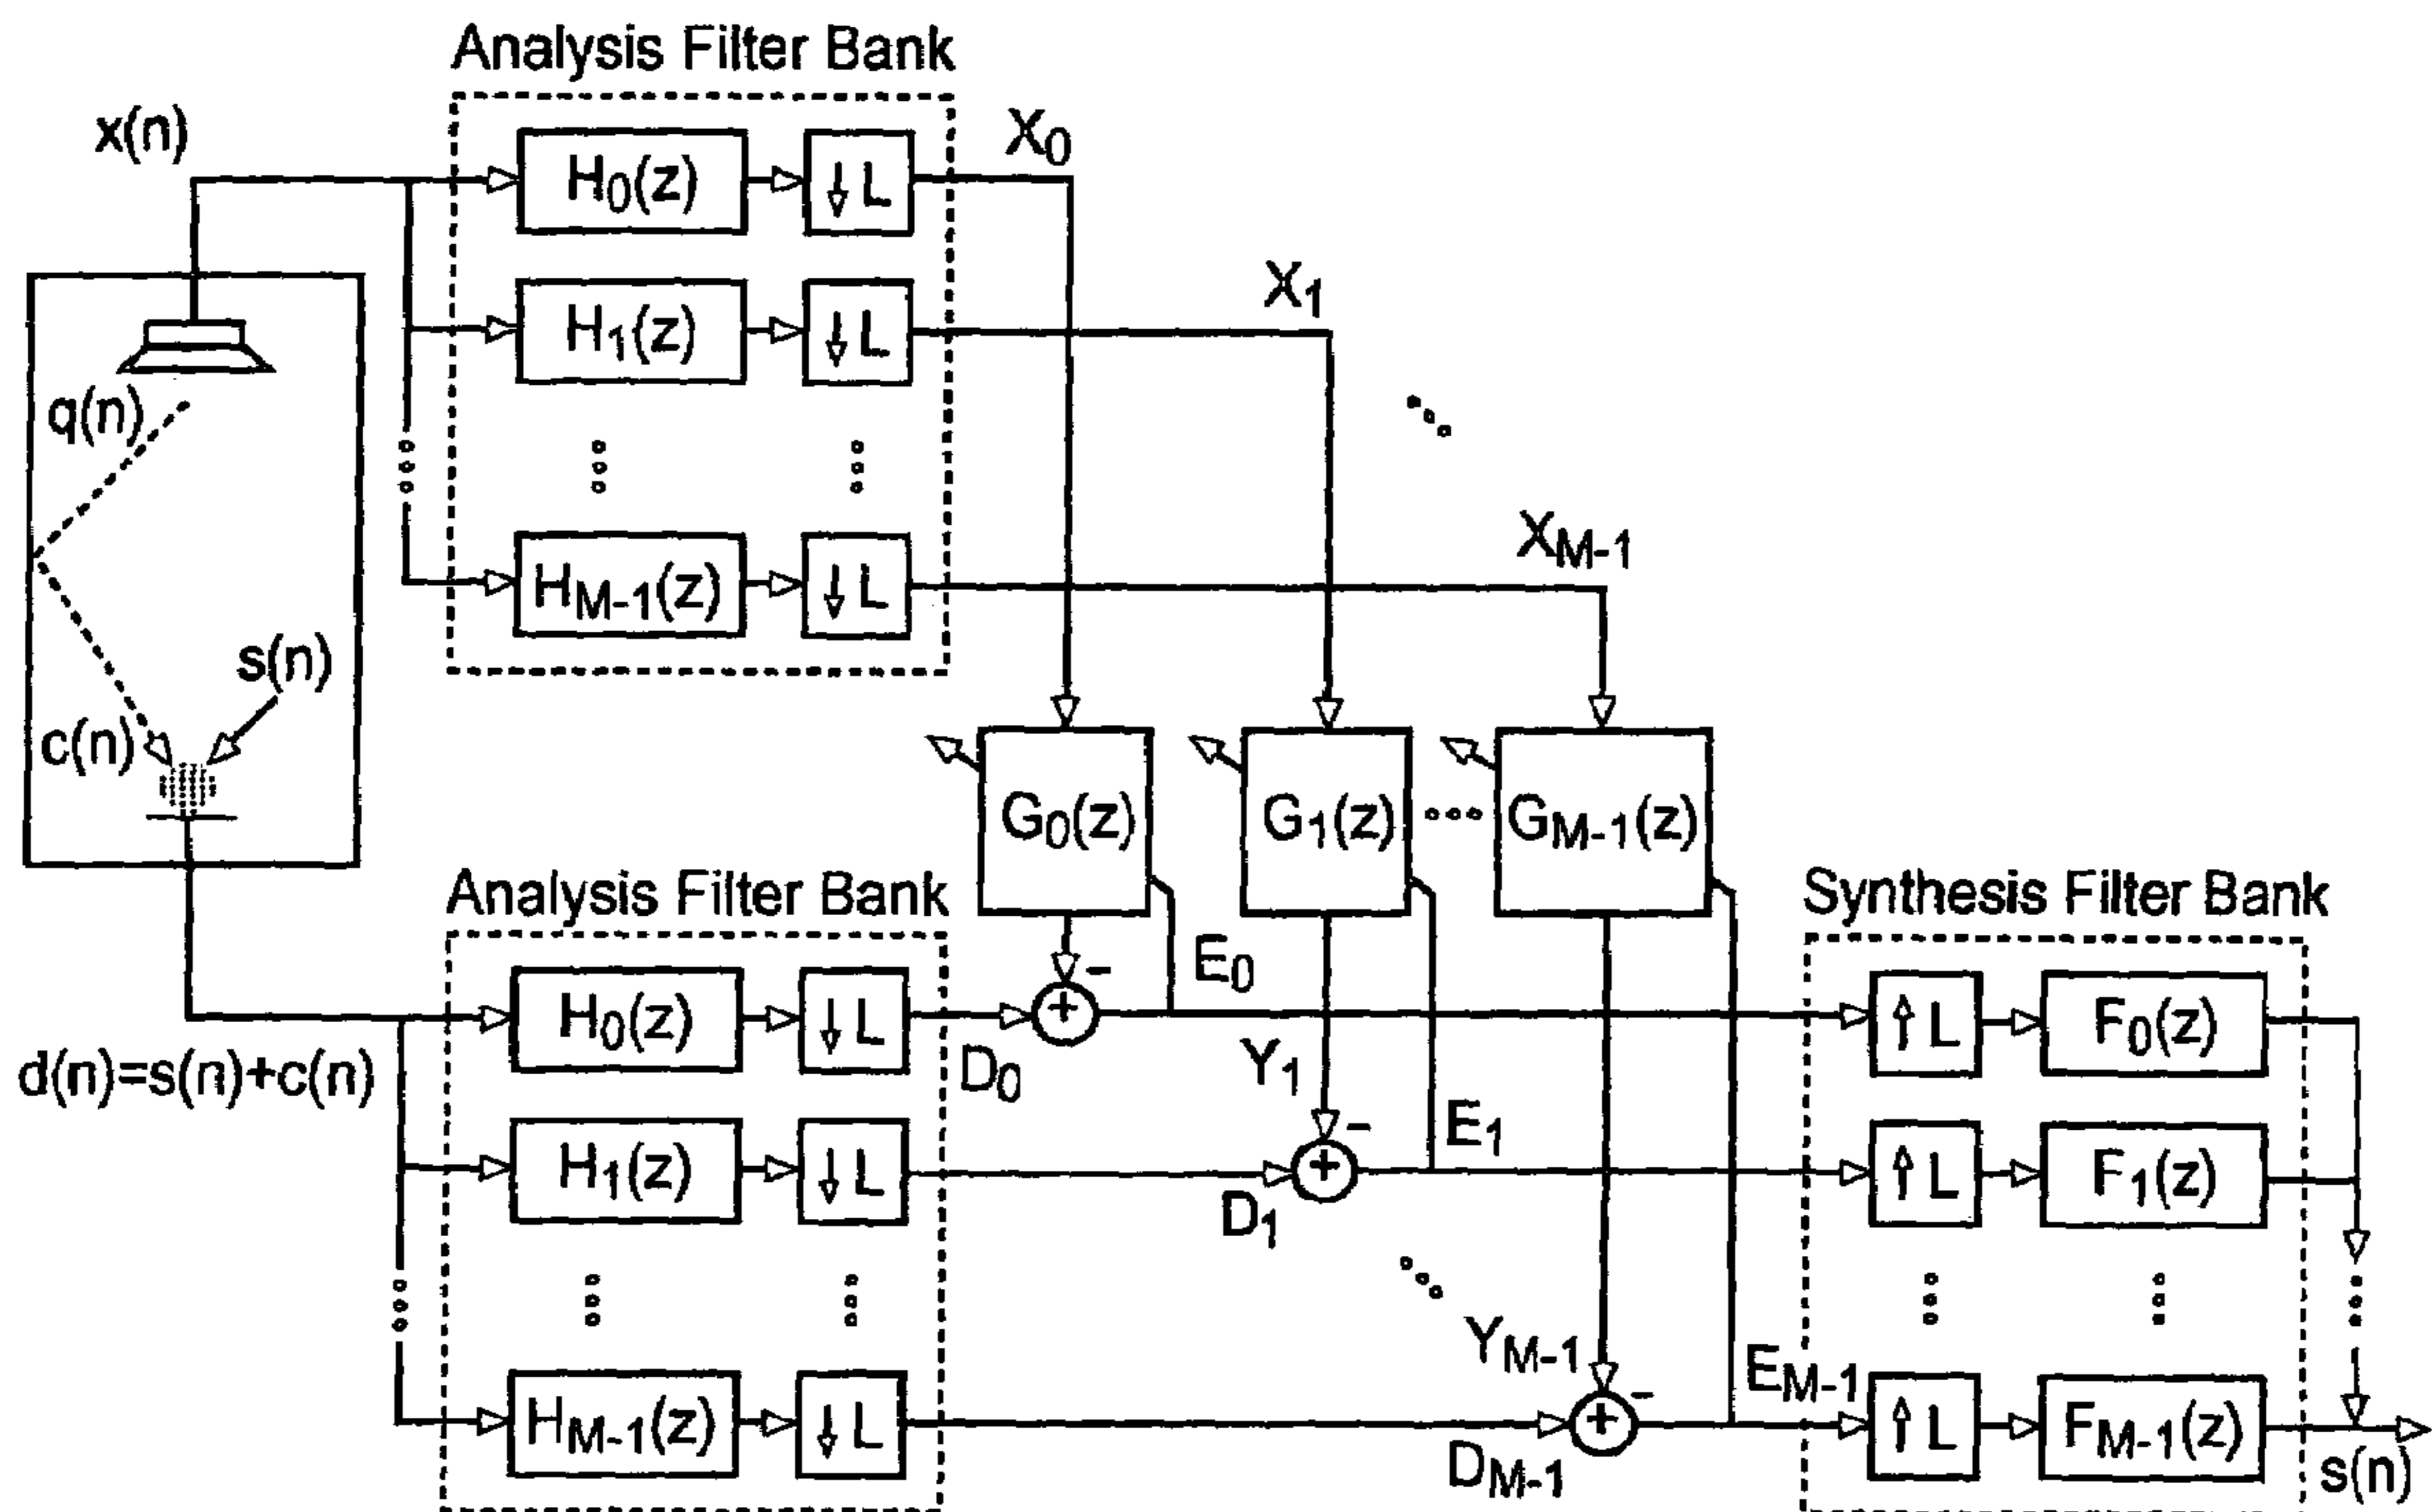 Analysis Filter Bank
x(n)
H0(z)
↓ L
X0
H1(z)
↓ L
X1
q(n)
HM-1(z)
↓ L
XM-1
s(n)
c(n)
G0(z)
G1(z)
GM-1(z)
Analysis Filter Bank
Synthesis Filter Bank
d(n)=s(n)+c(n)
H0(z)
↓ L
D0
+
-
E0
↑ L
F0(z)
H1(z)
↓ L
D1
Y1
+
-
E1
↑ L
F1(z)
HM-1(z)
↓ L
DM-1
YM-1
+
-
EM-1
↑ L
FM-1(z)
s(n)